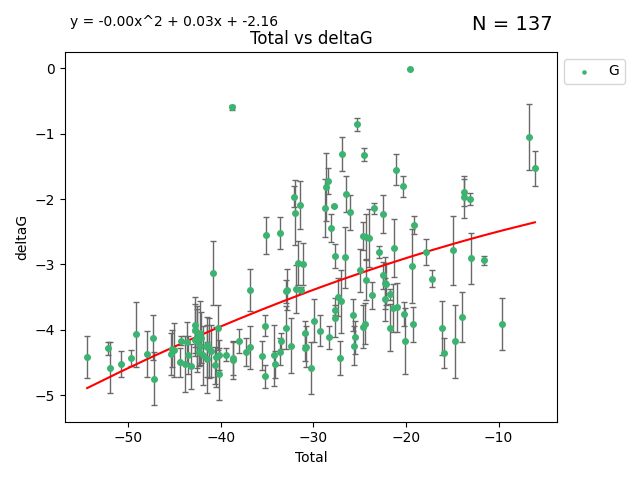 y = -0.00x^2 + 0.03x + -2.16
N = 137
Total vs deltaG
G
deltaG
0
−1
−2
−3
−4
−5
−50
−40
−30
−20
−10
Total